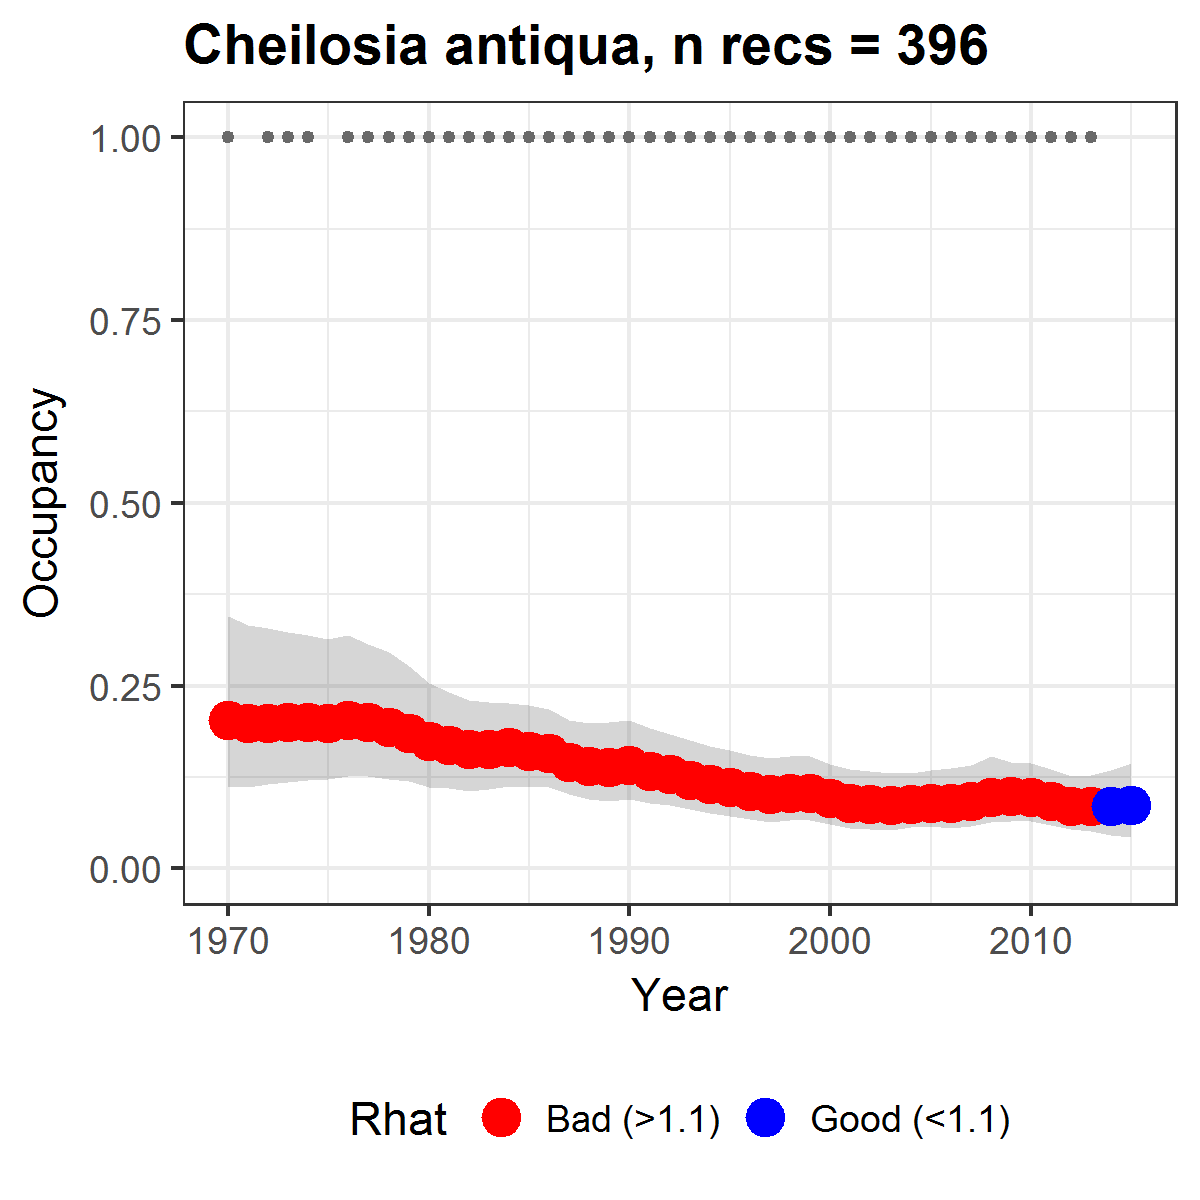 Cheilosia antiqua, n recs = 396
1.00
0.75
0.50
0.25
0.00
Occupancy
1970 1980 1990 2000 2010
Year
Rhat Bad (>1.1) Good (<1.1)